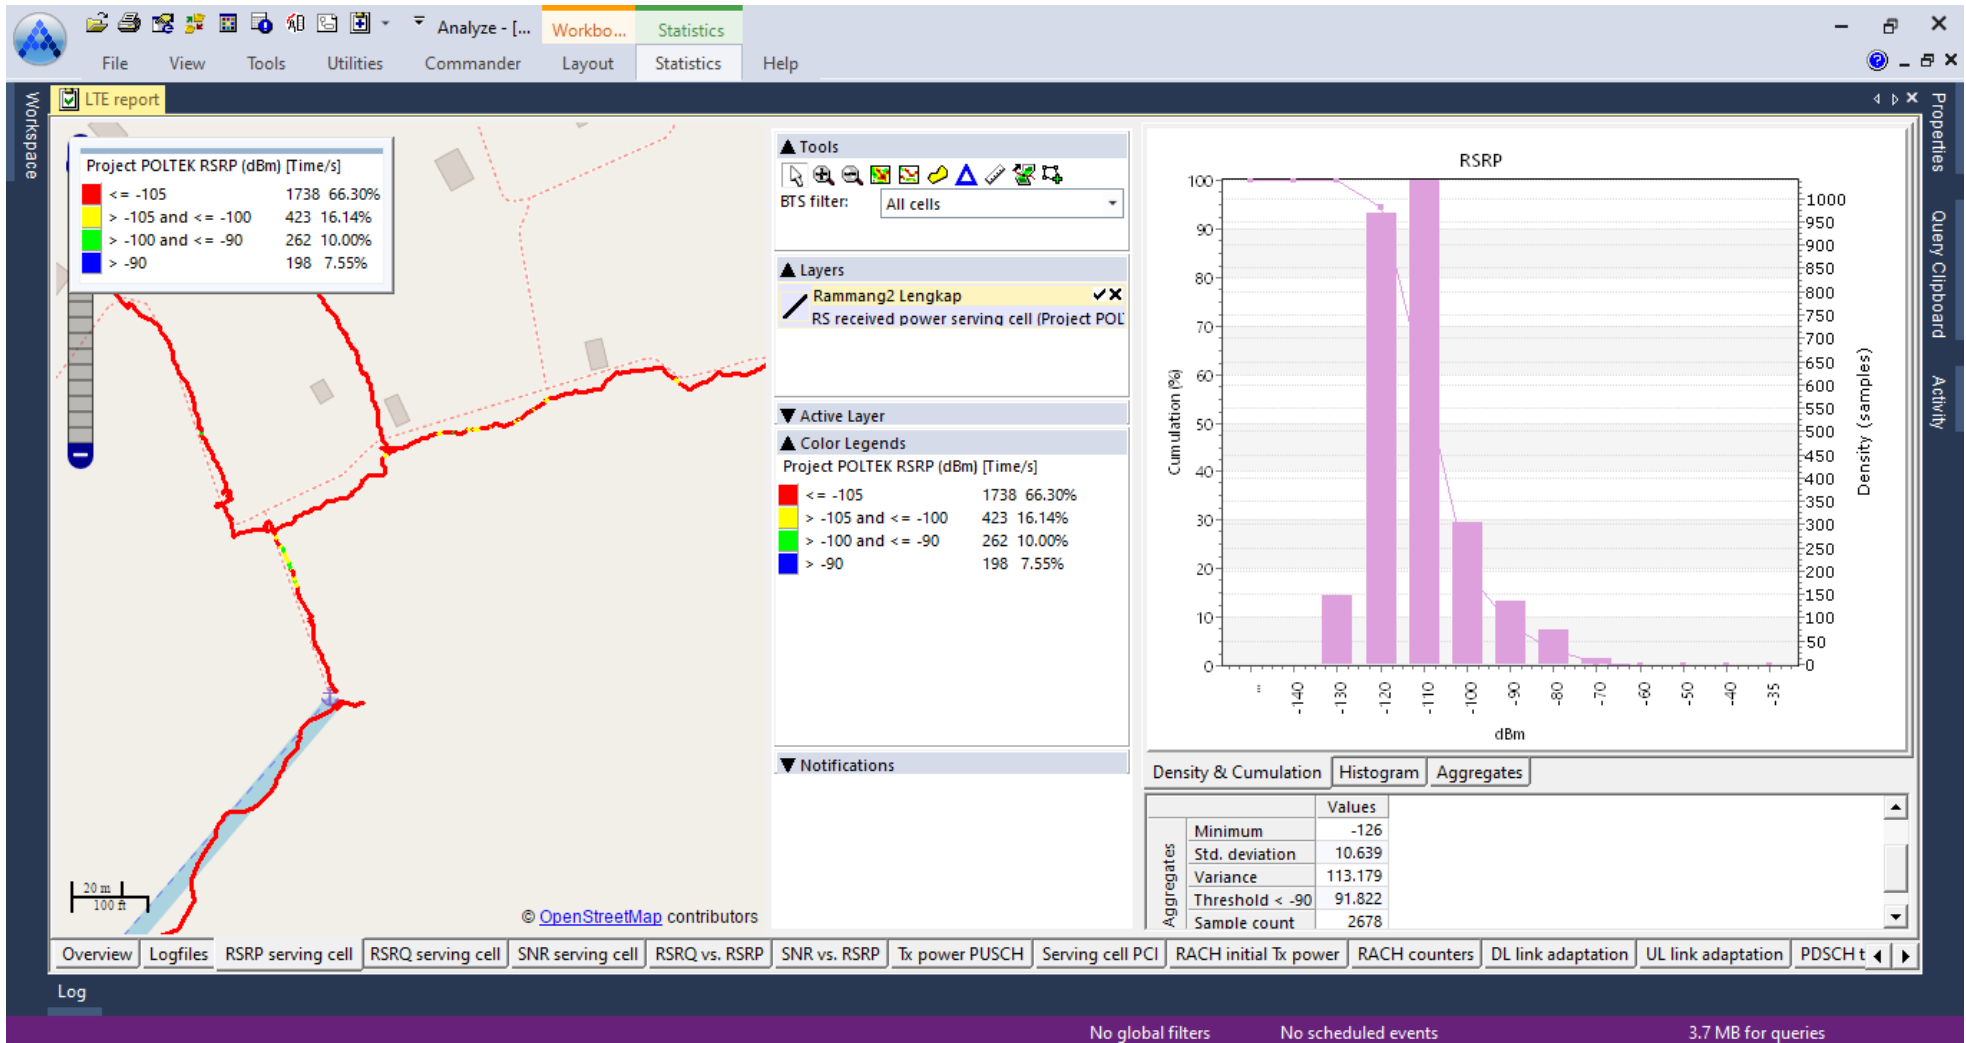 Analyze - [...
Workbo...
Statistics
File
View
Tools
Utilities
Commander
Layout
Statistics
Help
Workspace
LTE report
Properties
Query Clipboard
Activity
Project POLTEK RSRP (dBm) [Time/s]
<= -105 1738 66.30%
> -105 and <= -100 423 16.14%
> -100 and <= -90 262 10.00%
> -90 198 7.55%
20 m
100 ft
© OpenStreetMap contributors
Tools
BTS filter: All cells
Layers
Rammang2 Lengkap
RS received power serving cell (Project POL
Active Layer
Color Legends
Project POLTEK RSRP (dBm) [Time/s]
<= -105 1738 66.30%
> -105 and <= -100 423 16.14%
> -100 and <= -90 262 10.00%
> -90 198 7.55%
Notifications
RSRP
Cumulation (%)
100
90
80
70
60
50
40
30
20
10
0
1000
950
900
850
800
750
700
650
600
550
500
450
400
350
300
250
200
150
100
50
0
Density (samples)
... -140 -130 -120 -110 -100 -90 -80 -70 -60 -50 -40 -35
dBm
Density & Cumulation
Histogram
Aggregates
Values
Aggregates
Minimum -126
Std. deviation 10.639
Variance 113.179
Threshold < -90 91.822
Sample count 2678
Overview
Logfiles
RSRP serving cell
RSRQ serving cell
SNR serving cell
RSRQ vs. RSRP
SNR vs. RSRP
Tx power PUSCH
Serving cell PCI
RACH initial Tx power
RACH counters
DL link adaptation
UL link adaptation
PDSCH t
Log
No global filters
No scheduled events
3.7 MB for queries